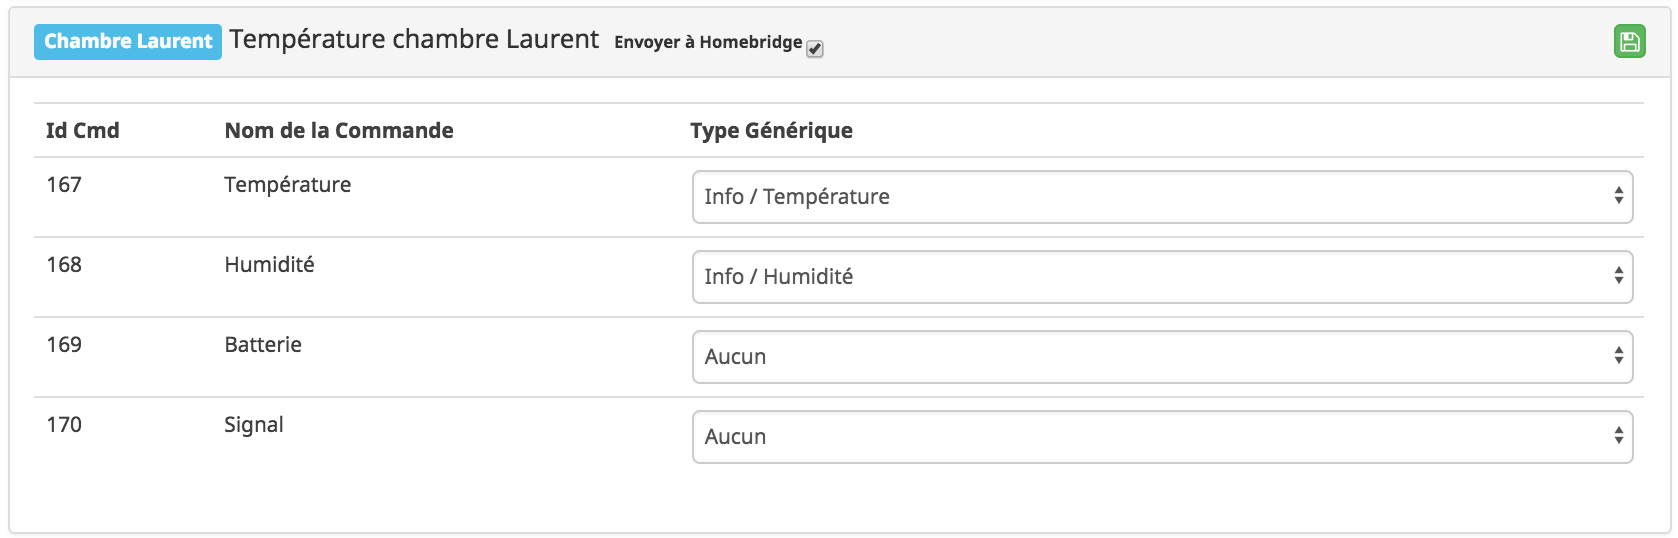 Chambre Laurent Température chambre Laurent Envoyer à Homebridge
Id Cmd Nom de la Commande Type Générique
167 Température Info / Température
168 Humidité Info / Humidité
169 Batterie Aucun
170 Signal Aucun